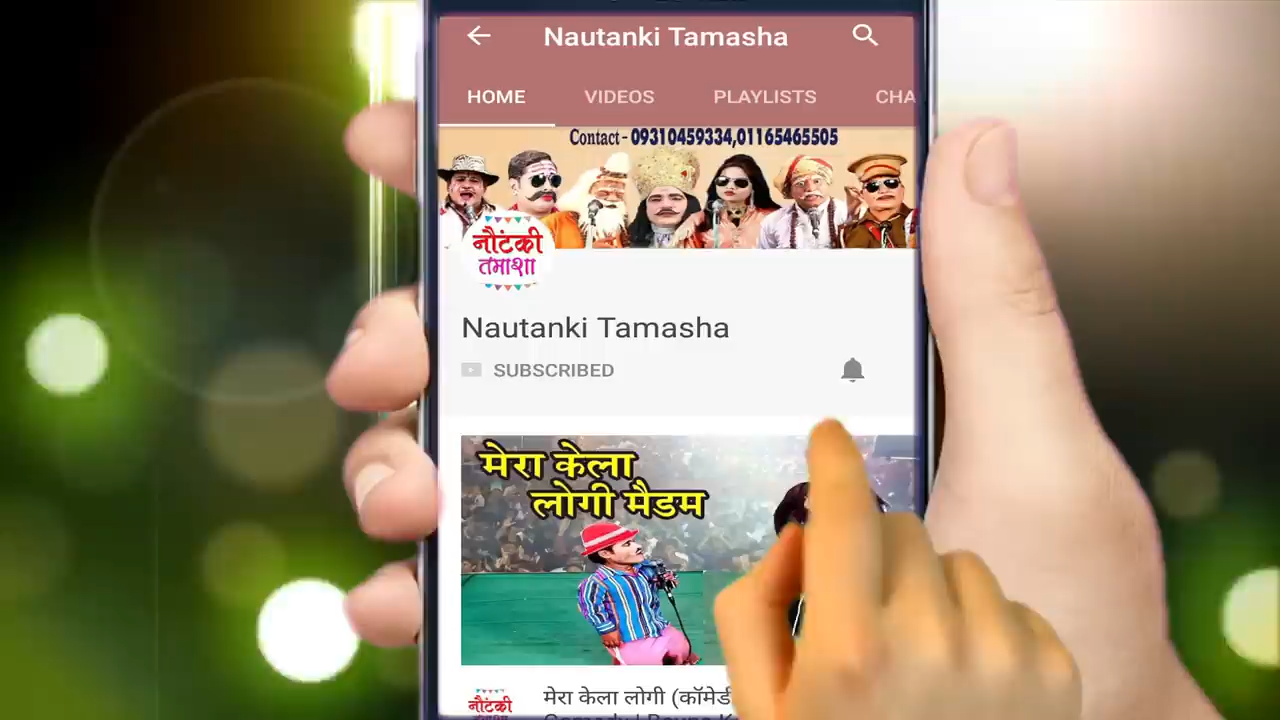 Nautanki Tamasha
HOME VIDEOS PLAYLISTS CHA
Contact - 09310459334,01165465505
नौटंकी
तमाशा
Nautanki Tamasha
SUBSCRIBED
मेरा केला
लोगी मैडम
नौटंकी
मेरा केला लोगी (कॉमेडी